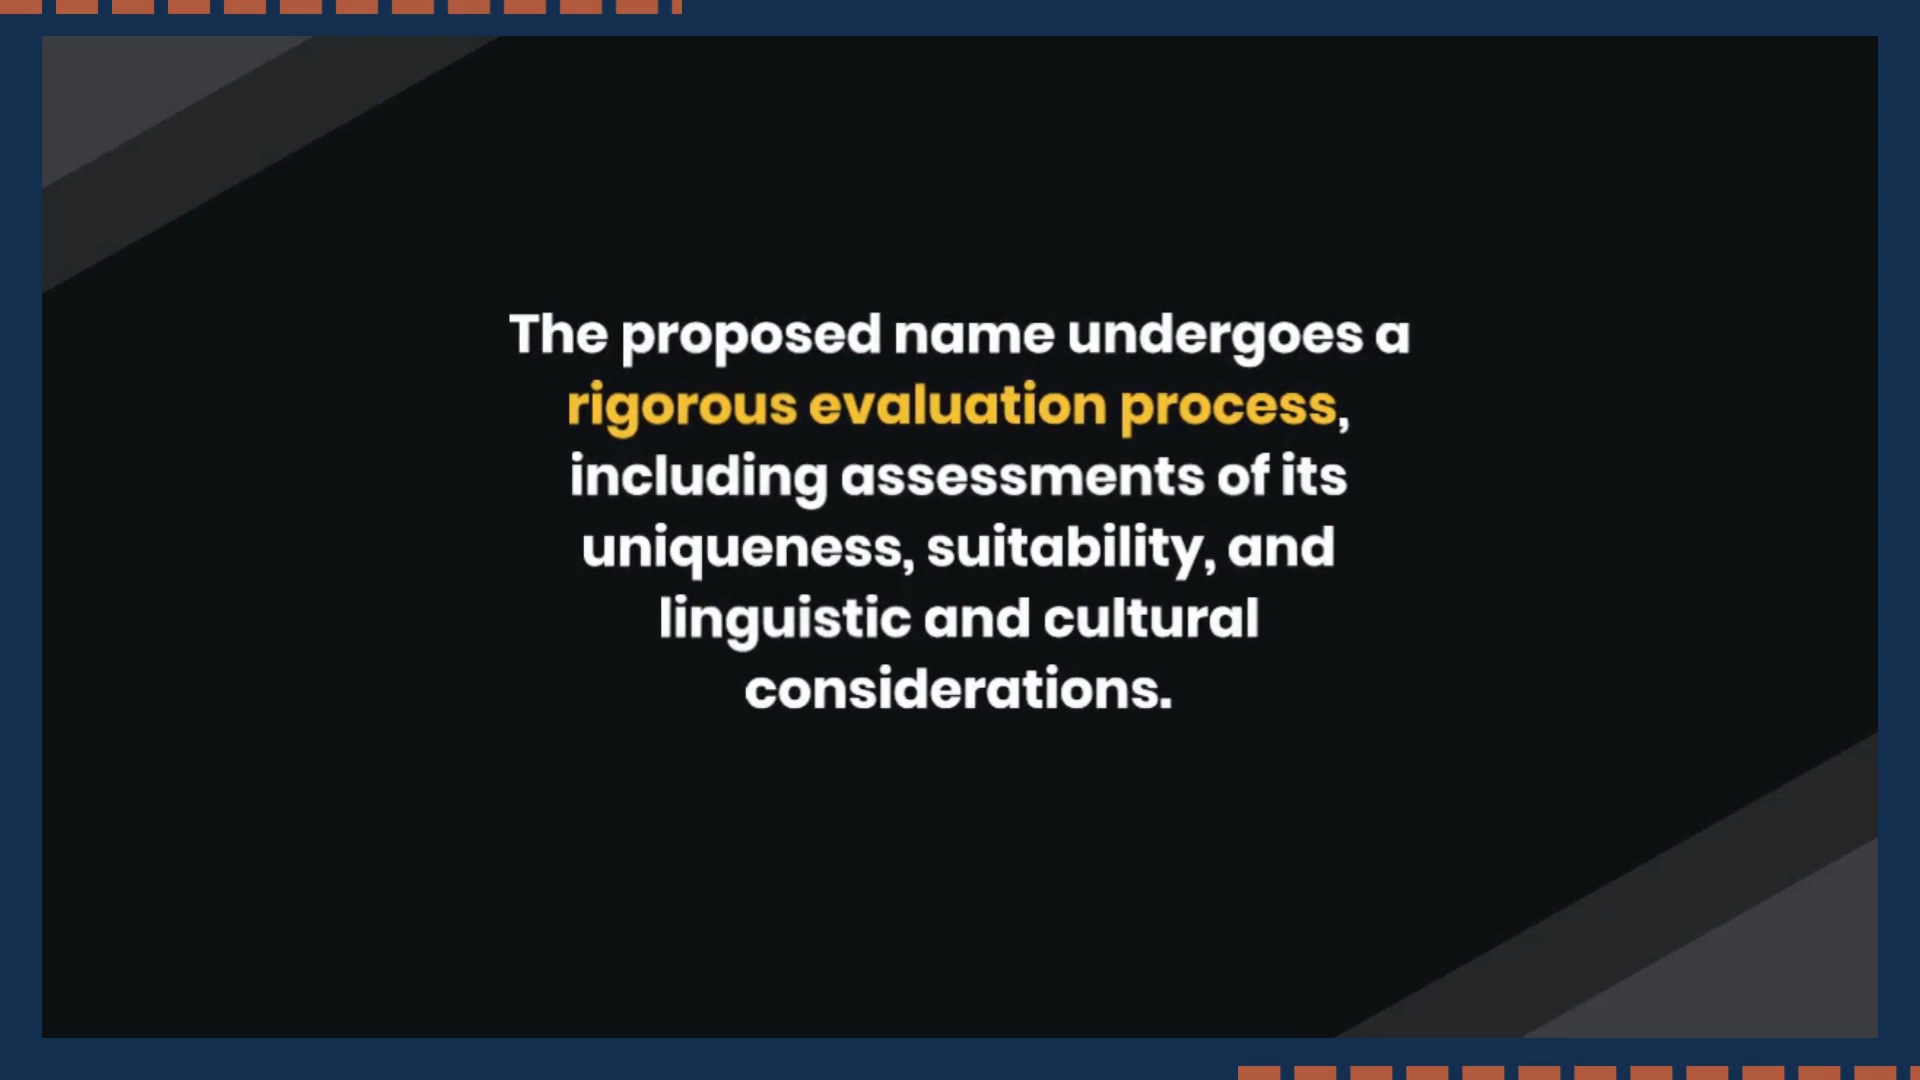 The proposed name undergoes a
rigorous evaluation process,
including assessments of its
uniqueness, suitability, and
linguistic and cultural
considerations.